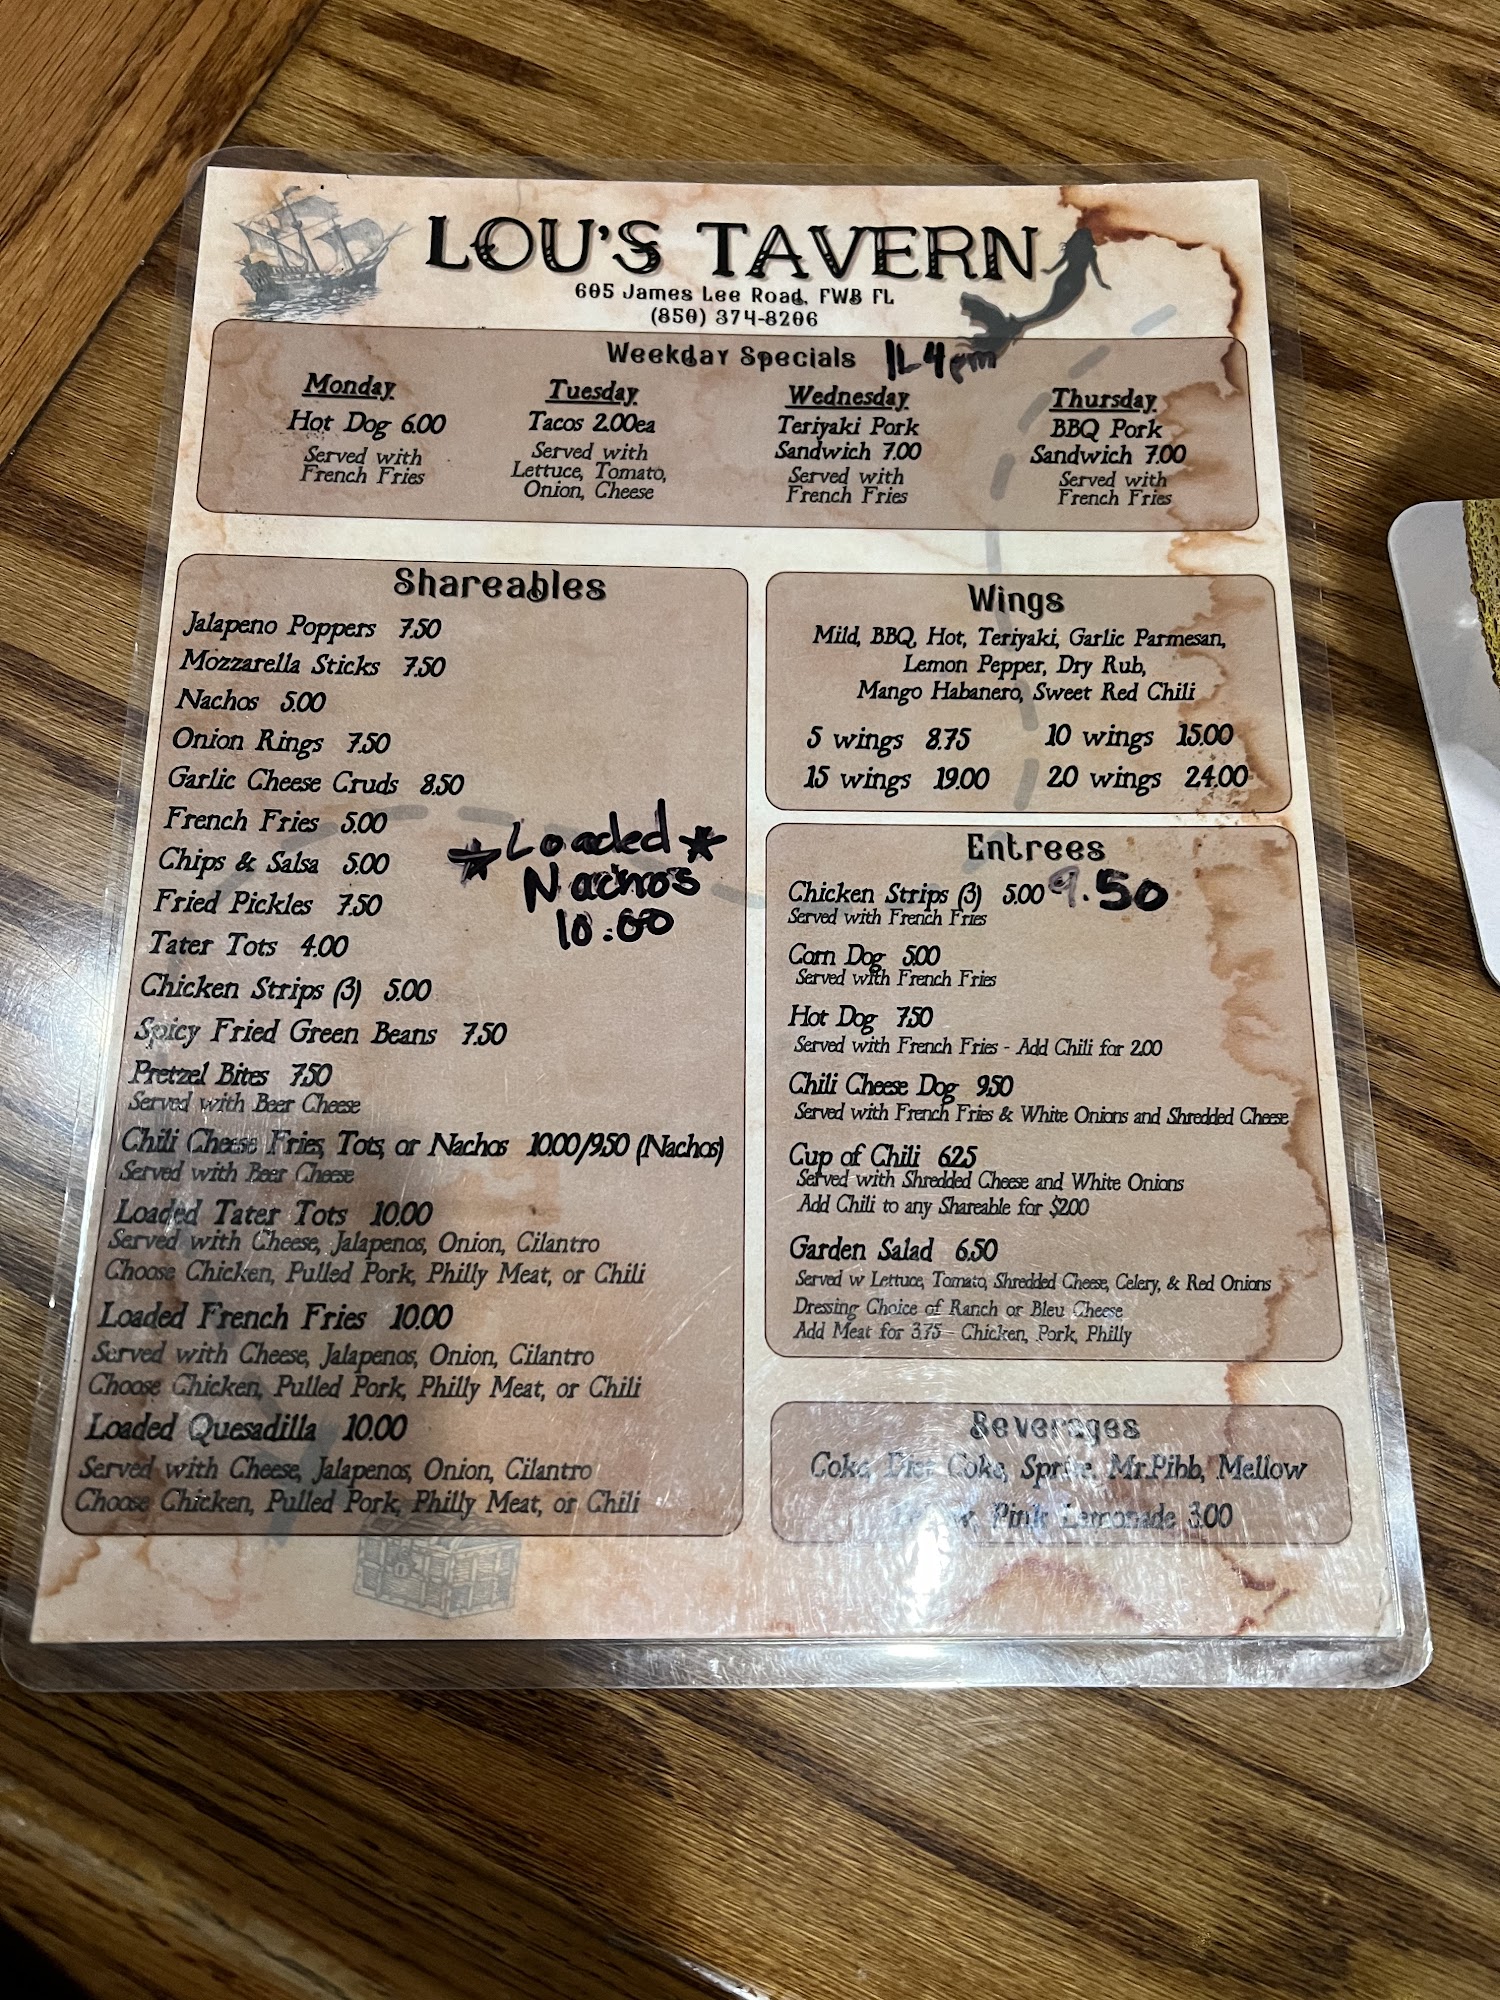 LOU'S TAVERN
605 James Lee Road, FWB FL
(850) 374-8206
Weekday Specials 11-4pm
Monday
Hot Dog 6.00
Served with
French Fries
Tuesday
Tacos 2.00ea
Served with
Lettuce, Tomato,
Onion, Cheese
Wednesday
Teriyaki Pork
Sandwich 7.00
Served with
French Fries
Thursday
BBQ Pork
Sandwich 7.00
Served with
French Fries
Shareables
Jalapeno Poppers 7.50
Mozzarella Sticks 7.50
Nachos 5.00
Onion Rings 7.50
Garlic Cheese Cruds 8.50
French Fries 5.00
Chips & Salsa 5.00
Fried Pickles 7.50
Tater Tots 4.00
Chicken Strips (3) 5.00
Spicy Fried Green Beans 7.50
Pretzel Bites 7.50
Served with Beer Cheese
Chili Cheese Fries, Tots, or Nachos 10.00/9.50 (Nachos)
Served with Beer Cheese
Loaded Tater Tots 10.00
Served with Cheese, Jalapenos, Onion, Cilantro
Choose Chicken, Pulled Pork, Philly Meat, or Chili
Loaded French Fries 10.00
Served with Cheese, Jalapenos, Onion, Cilantro
Choose Chicken, Pulled Pork, Philly Meat, or Chili
Loaded Quesadilla 10.00
Served with Cheese, Jalapenos, Onion, Cilantro
Choose Chicken, Pulled Pork, Philly Meat, or Chili
Loaded
Nachos
10.00
Wings
Mild, BBQ, Hot, Teriyaki, Garlic Parmesan,
Lemon Pepper, Dry Rub,
Mango Habanero, Sweet Red Chili
5 wings 8.75 10 wings 15.00
15 wings 19.00 20 wings 24.00
Entrees
Chicken Strips (3) 5.00 9.50
Served with French Fries
Corn Dog 5.00
Served with French Fries
Hot Dog 7.50
Served with French Fries - Add Chili for 2.00
Chili Cheese Dog 9.50
Served with French Fries & White Onions and Shredded Cheese
Cup of Chili 6.25
Served with Shredded Cheese and White Onions
Add Chili to any Shareable for $2.00
Garden Salad 6.50
Served w Lettuce, Tomato, Shredded Cheese, Celery, & Red Onions
Dressing Choice of Ranch or Bleu Cheese
Add Meat for 3.75 - Chicken, Pork, Philly
Beverages
Coke, Diet Coke, Sprite, Mr.Pibb, Mellow
Pink Lemonade 3.00